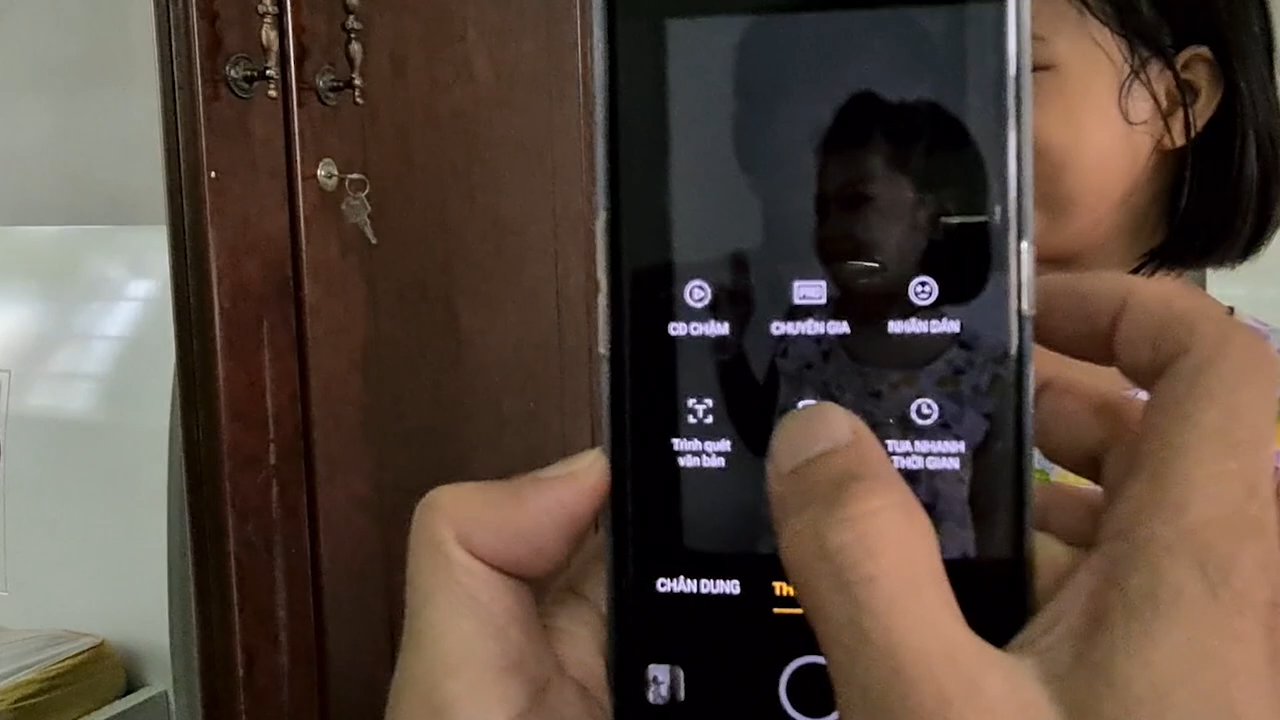 CĐ CHẬM
CHUYÊN GIA
NHÃN DÁN
Trình quét
văn bản
TUA NHANH
THỜI GIAN
CHÂN DUNG